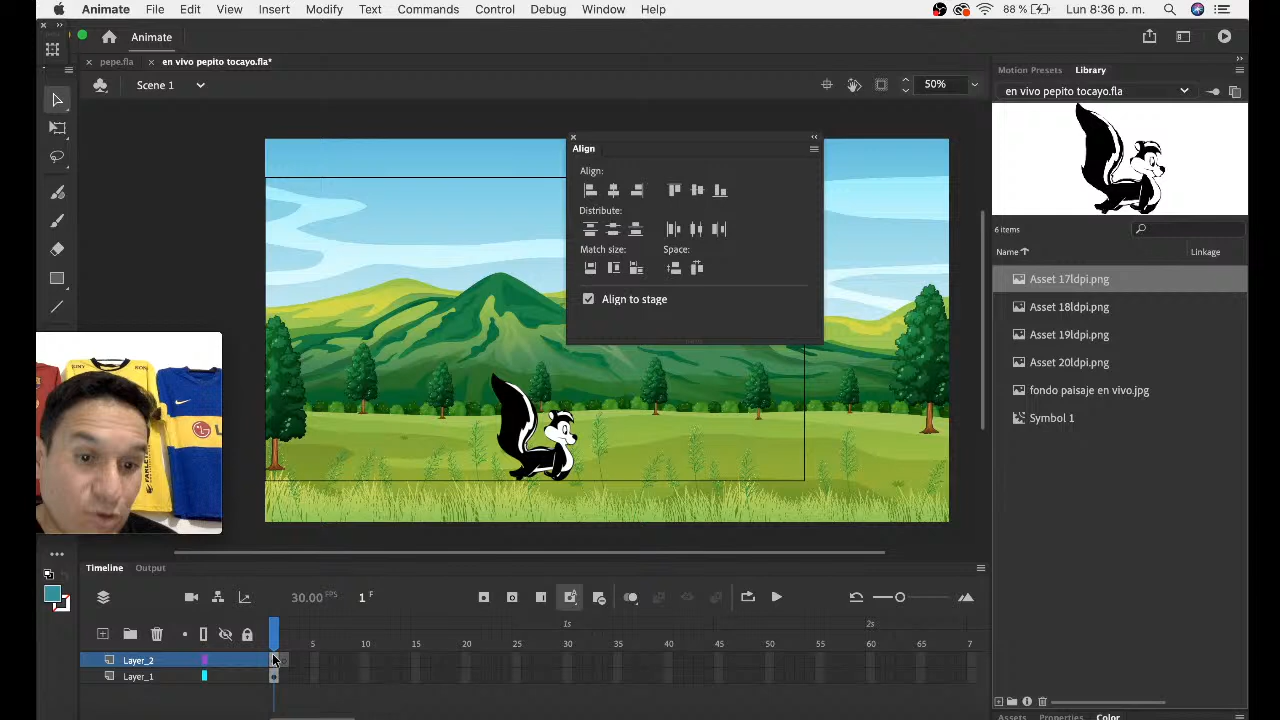 Animate File Edit View Insert Modify Text Commands Control Debug Window Help 88 % Lun 8:36 p. m.
Animate
pepe.fla en vivo pepito tocayo.fla*
Scene 1 50%
Motion Presets Library
en vivo pepito tocayo.fla
Align
Align:
Distribute:
Match size: Space:
Align to stage
6 items
Name Linkage
Asset 17ldpi.png
Asset 18ldpi.png
Asset 19ldpi.png
Asset 20ldpi.png
fondo paisaje en vivo.jpg
Symbol 1
SONY
LG
Timeline Output
30.00 FPS 1 F
1s 2s
5 10 15 20 25 30 35 40 45 50 55 60 65 7
Layer_2
Layer_1
Assets Properties Color